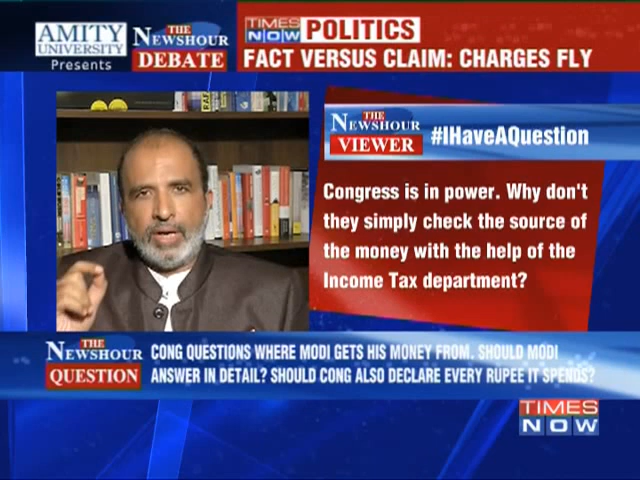 AMITY
UNIVERSITY
Presents
THE
NEWSHOUR
DEBATE
TIMES
NOW
POLITICS
FACT VERSUS CLAIM: CHARGES FLY
THE
NEWSHOUR
VIEWER
#IHaveAQuestion
Congress is in power. Why don't
they simply check the source of
the money with the help of the
Income Tax department?
THE
NEWSHOUR
QUESTION
CONG QUESTIONS WHERE MODI GETS HIS MONEY FROM. SHOULD MODI
ANSWER IN DETAIL? SHOULD CONG ALSO DECLARE EVERY RUPEE IT SPENDS?
TIMES
NOW